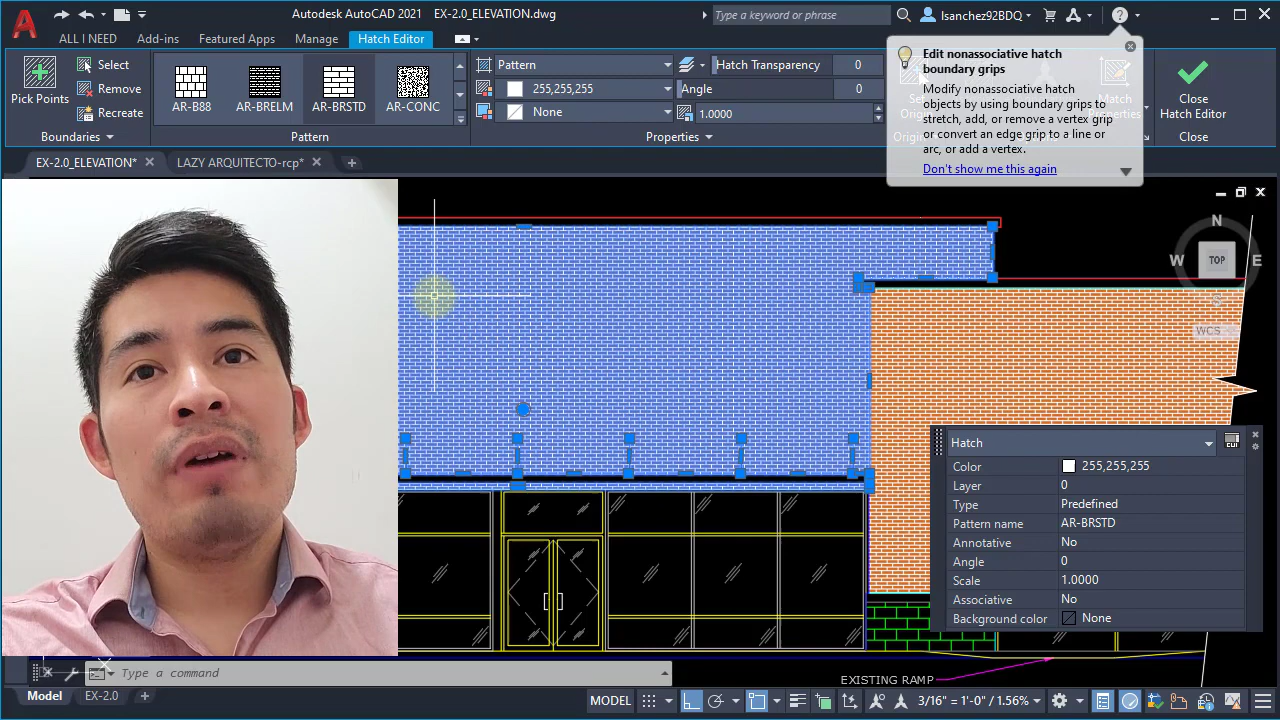 Autodesk AutoCAD 2021 EX-2.0_ELEVATION.dwg
Type a keyword or phrase
lsanchez92BDQ
ALL I NEED
Add-ins
Featured Apps
Manage
Hatch Editor
Pick Points
Select
Remove
Recreate
Boundaries
AR-B88
AR-BRELM
AR-BRSTD
AR-CONC
Pattern
Pattern
255,255,255
None
Hatch Transparency 0
Angle 0
1.0000
Properties
Edit nonassociative hatch
boundary grips
Modify nonassociative hatch
objects by using boundary grips to
stretch, add, or remove a vertex grip
or convert an edge grip to a line or
arc, or add a vertex.
Don't show me this again
Match
Properties
Close
Hatch Editor
Close
EX-2.0_ELEVATION*
LAZY ARQUITECTO-rcp*
N
W
TOP
E
S
WCS
Hatch
Color 255,255,255
Layer 0
Type Predefined
Pattern name AR-BRSTD
Annotative No
Angle 0
Scale 1.0000
Associative No
Background color None
EXISTING RAMP
Type a command
Model
EX-2.0
MODEL
3/16" = 1'-0" / 1.56%